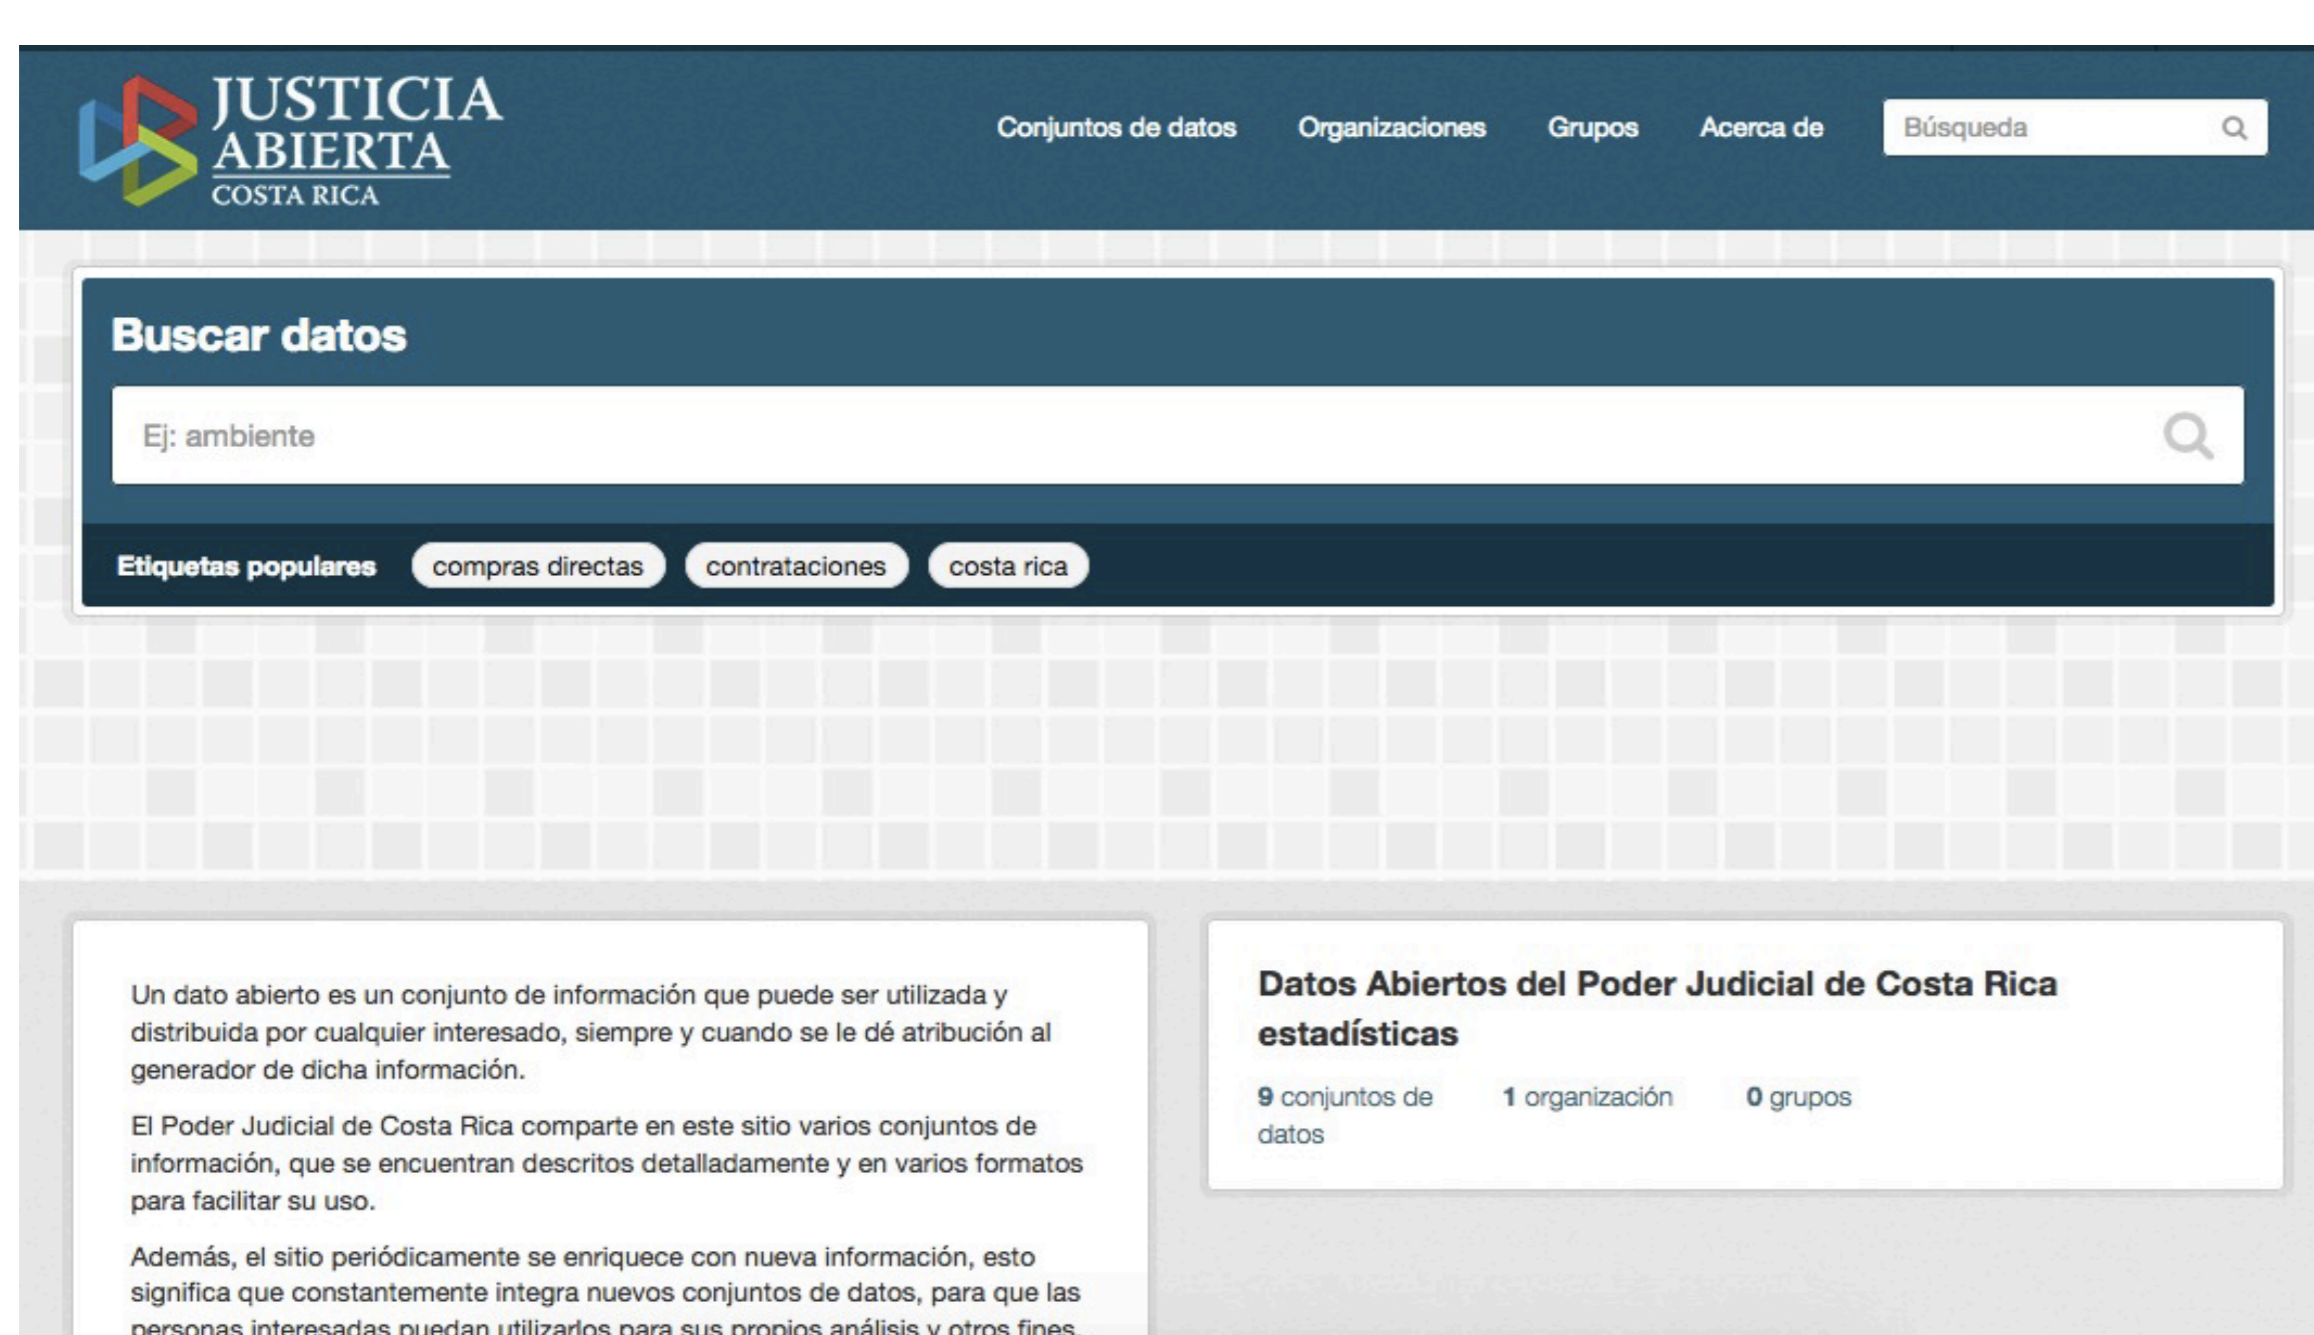 JUSTICIA
ABIERTA
COSTA RICA
Conjuntos de datos Organizaciones Grupos Acerca de Búsqueda
Buscar datos
Ej: ambiente
Etiquetas populares compras directas contrataciones costa rica
Un dato abierto es un conjunto de información que puede ser utilizada y
distribuida por cualquier interesado, siempre y cuando se le dé atribución al
generador de dicha información.
El Poder Judicial de Costa Rica comparte en este sitio varios conjuntos de
información, que se encuentran descritos detalladamente y en varios formatos
para facilitar su uso.
Además, el sitio periódicamente se enriquece con nueva información, esto
significa que constantemente integra nuevos conjuntos de datos, para que las
personas interesadas puedan utilizarlos para sus propios análisis y otros fines.
Datos Abiertos del Poder Judicial de Costa Rica
estadísticas
9 conjuntos de 1 organización 0 grupos
datos